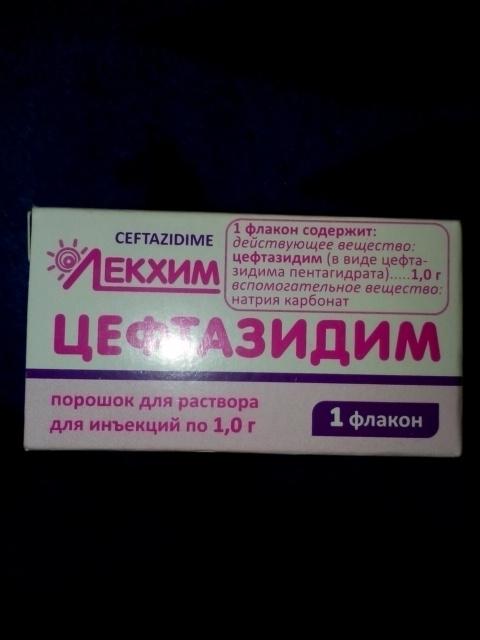 CEFTAZIDIME
ЛЕКХИМ
1 флакон содержит:
действующее вещество:
цефтазидим (в виде цефта-
зидима пентагидрата).....1,0 г
вспомогательное вещество:
натрия карбонат
ЦЕФТАЗИДИМ
порошок для раствора
для инъекций по 1,0 г
1 флакон